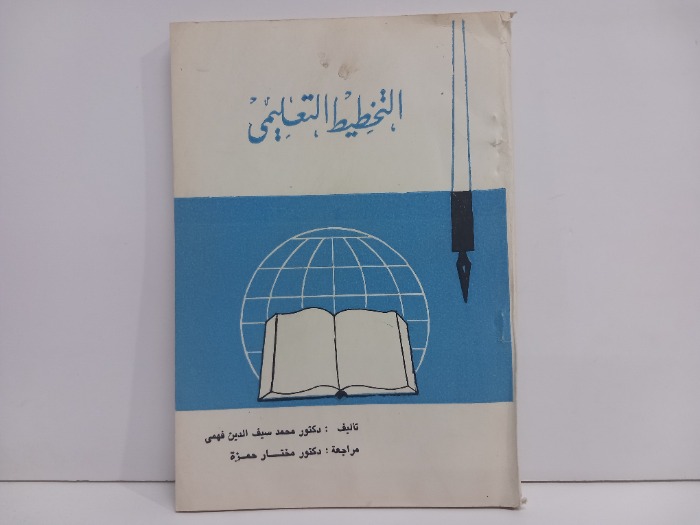 التخطيط التعليمى
تأليف : دكتور محمد سيف الدين فهمى
مراجعة : دكتور مختار حمزة